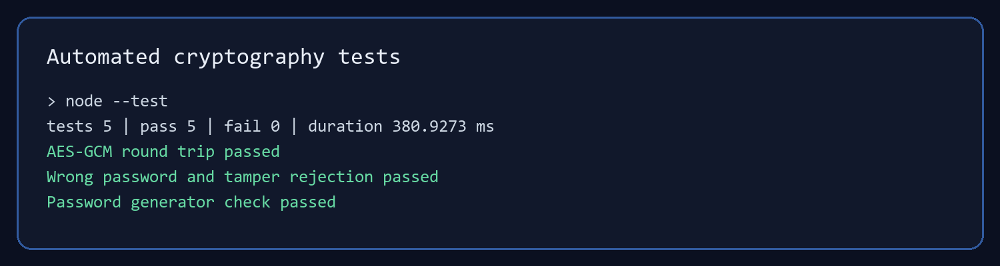 Automated cryptography tests
> node --test
tests 5 | pass 5 | fail 0 | duration 380.9273 ms
AES-GCM round trip passed
Wrong password and tamper rejection passed
Password generator check passed